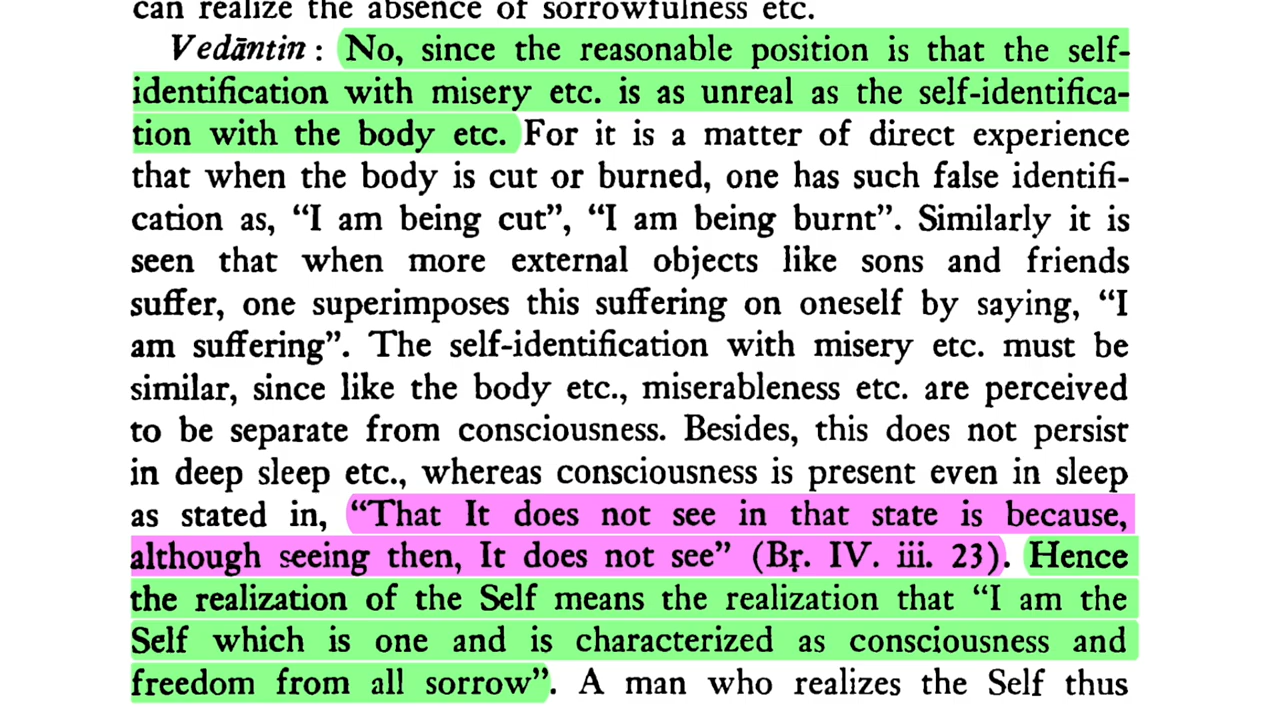 can realize the absence of sorrowfulness etc.
Vedāntin : No, since the reasonable position is that the self-
identification with misery etc. is as unreal as the self-identifica-
tion with the body etc. For it is a matter of direct experience
that when the body is cut or burned, one has such false identifi-
cation as, “I am being cut”, “I am being burnt”. Similarly it is
seen that when more external objects like sons and friends
suffer, one superimposes this suffering on oneself by saying, “I
am suffering”. The self-identification with misery etc. must be
similar, since like the body etc., miserableness etc. are perceived
to be separate from consciousness. Besides, this does not persist
in deep sleep etc., whereas consciousness is present even in sleep
as stated in, “That It does not see in that state is because,
although seeing then, It does not see” (Bṛ. IV. iii. 23). Hence
the realization of the Self means the realization that “I am the
Self which is one and is characterized as consciousness and
freedom from all sorrow”. A man who realizes the Self thus